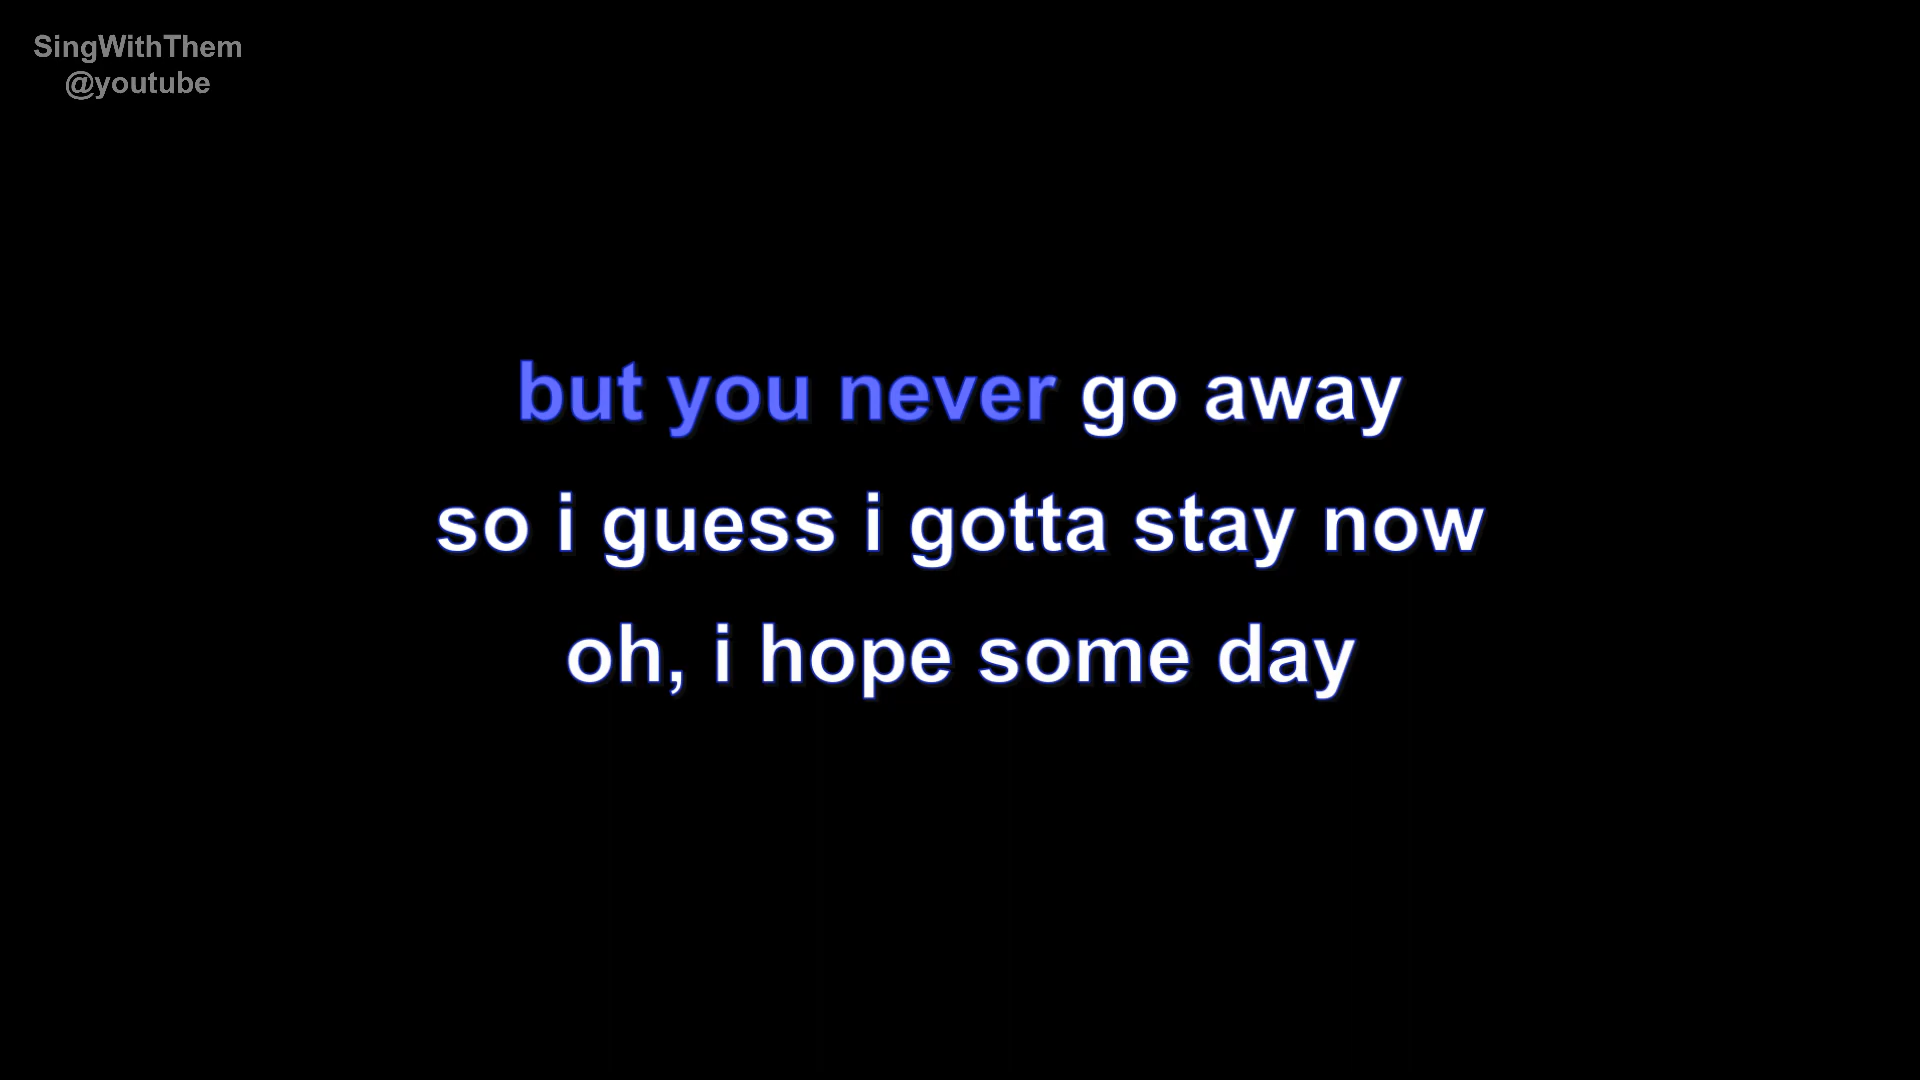 SingWithThem
@youtube
but you never go away
so i guess i gotta stay now
oh, i hope some day